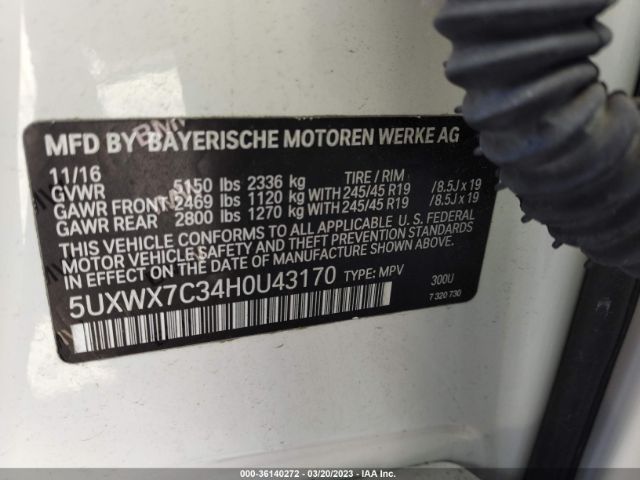 MFD BY BAYERISCHE MOTOREN WERKE AG
11/16 TIRE / RIM
GVWR 5150 lbs 2336 kg
GAWR FRONT 2469 lbs 1120 kg WITH 245/45 R19 /8.5J x 19
GAWR REAR 2800 lbs 1270 kg WITH 245/45 R19 /8.5J x 19
THIS VEHICLE CONFORMS TO ALL APPLICABLE U. S. FEDERAL
MOTOR VEHICLE SAFETY AND THEFT PREVENTION STANDARDS
IN EFFECT ON THE DATE OF MANUFACTURE SHOWN ABOVE.
5UXWX7C34H0U43170 TYPE: MPV 300U
7 320 730
000-36140272 — 03/20/2023 — IAA Inc.